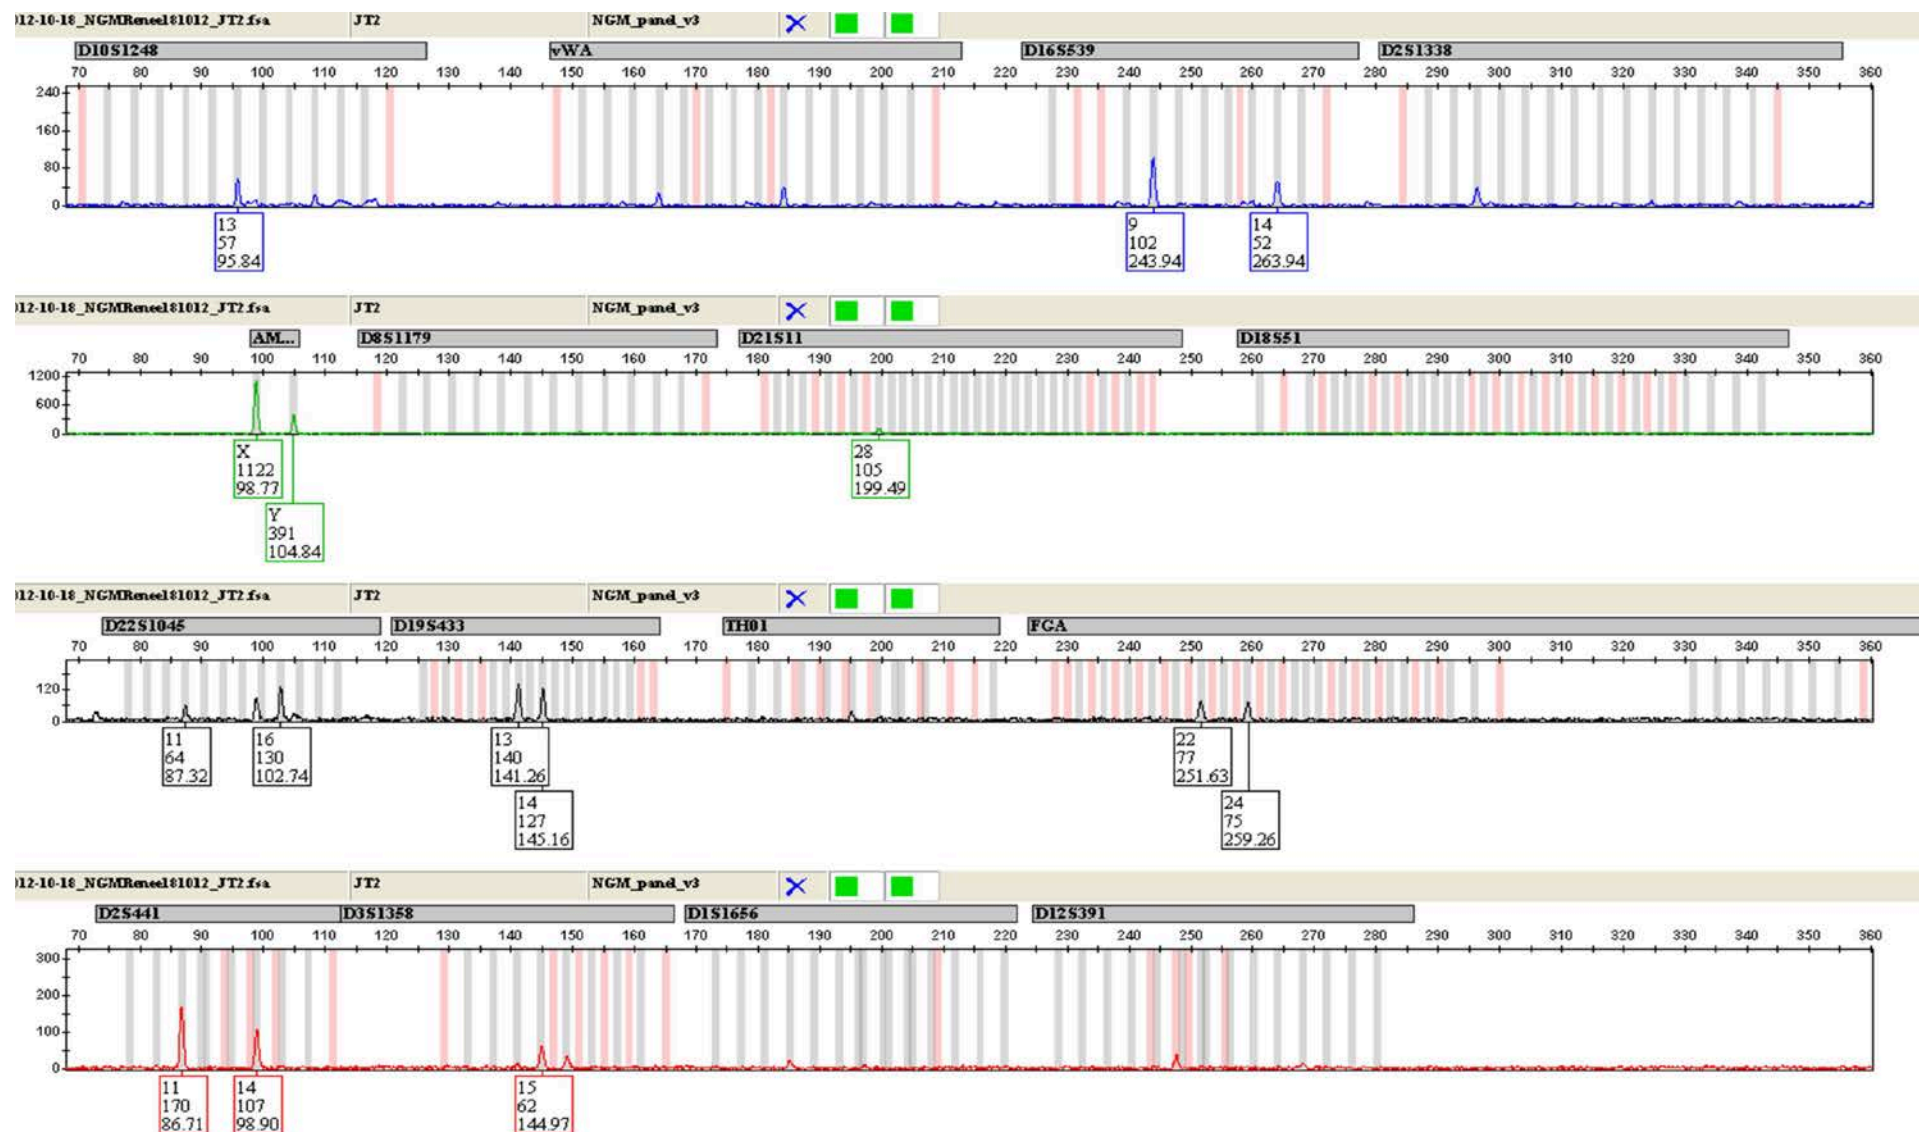 012-10-18_NGMReneel81012_JT2.fsa JT2 NGM_panel_v3
D10S1248 vWA D16S539 D2S1338
70 80 90 100 110 120 130 140 150 160 170 180 190 200 210 220 230 240 250 260 270 280 290 300 310 320 330 340 350 360
240
160
80
0
13 9 14
57 102 52
95.84 243.94 263.94
012-10-18_NGMReneel81012_JT2.fsa JT2 NGM_panel_v3
AM... D8S1179 D21S11 D18S51
70 80 90 100 110 120 130 140 150 160 170 180 190 200 210 220 230 240 250 260 270 280 290 300 310 320 330 340 350 360
1200
600
0
X 28
1122 105
98.77 199.49
Y
391
104.84
012-10-18_NGMReneel81012_JT2.fsa JT2 NGM_panel_v3
D22S1045 D19S433 TH01 FGA
70 80 90 100 110 120 130 140 150 160 170 180 190 200 210 220 230 240 250 260 270 280 290 300 310 320 330 340 350 360
120
0
11 16 13 22
64 130 140 77
87.32 102.74 141.26 251.63
14 24
127 75
145.16 259.26
012-10-18_NGMReneel81012_JT2.fsa JT2 NGM_panel_v3
D2S441 D3S1358 D1S1656 D12S391
70 80 90 100 110 120 130 140 150 160 170 180 190 200 210 220 230 240 250 260 270 280 290 300 310 320 330 340 350 360
300
200
100
0
11 14 15
170 107 62
86.71 98.90 144.97